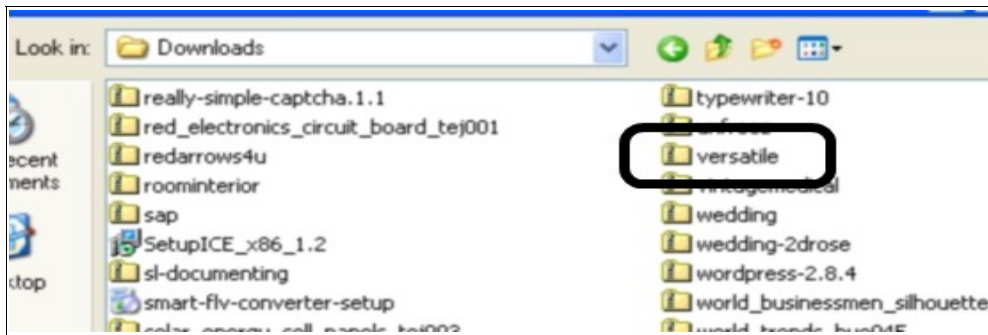 Look in: Downloads
really-simple-captcha.1.1
red_electronics_circuit_board_tej001
redarrows4u
roominterior
sap
SetupICE_x86_1.2
sl-documenting
smart-flv-converter-setup
typewriter-10
versatile
vintagemedical
wedding
wedding-2drose
wordpress-2.8.4
world_businessmen_silhouette
ecent
ments
ktop